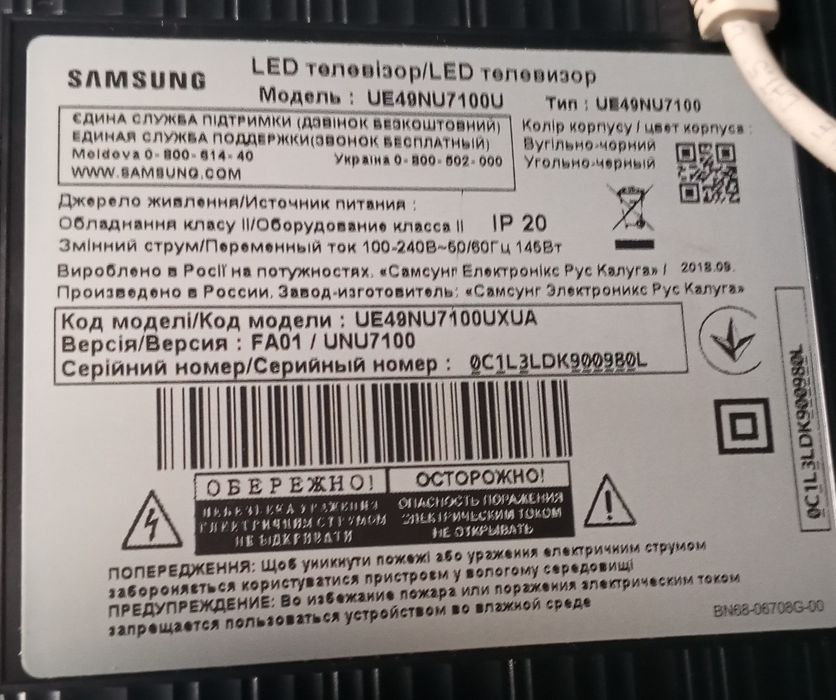 SAMSUNG
LED телевізор/LED телевизор
Модель : UE49NU7100U Тип : UE49NU7100
ЄДИНА СЛУЖБА ПІДТРИМКИ (ДЗВІНОК БЕЗКОШТОВНИЙ)
ЕДИНАЯ СЛУЖБА ПОДДЕРЖКИ(ЗВОНОК БЕСПЛАТНЫЙ)
Moldova 0-800-614-40 Україна 0-800-502-000
WWW.SAMSUNG.COM
Колір корпусу / цвет корпуса :
Вугільно-чорний
Угольно-черный
Джерело живлення/Источник питания :
Обладнання класу II/Оборудование класса II IP 20
Змінний струм/Переменный ток 100-240В~50/60Гц 145Вт
Вироблено в Росії на потужностях, «Самсунг Електронікс Рус Калуга» / 2018.09.
Произведено в России, Завод-изготовитель: «Самсунг Электроникс Рус Калуга»
Код моделі/Код модели : UE49NU7100UXUA
Версія/Версия : FA01 / UNU7100
Серійний номер/Серийный номер : 0C1L3LDK900980L
0C1L3LDK900980L
ОБЕРЕЖНО! ОСТОРОЖНО!
НЕБЕЗПЕКА УРАЖЕННЯ
ЕЛЕКТРИЧНИМ СТРУМОМ
НЕ ВІДКРИВАТИ
ОПАСНОСТЬ ПОРАЖЕНИЯ
ЭЛЕКТРИЧЕСКИМ ТОКОМ
НЕ ОТКРЫВАТЬ
ПОПЕРЕДЖЕННЯ: Щоб уникнути пожежі або ураження електричним струмом
забороняється користуватися пристроєм у вологому середовищі
ПРЕДУПРЕЖДЕНИЕ: Во избежание пожара или поражения электрическим током
запрещается пользоваться устройством во влажной среде
BN68-06708G-00